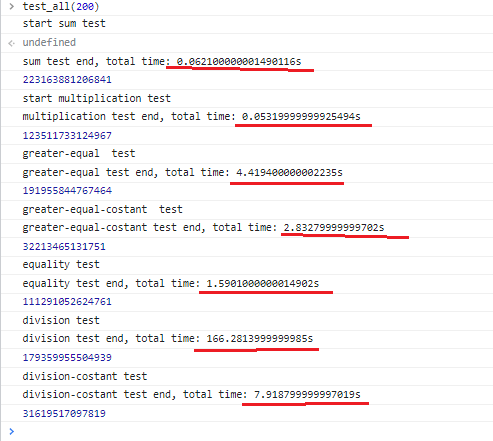 test_all(200)
start sum test
undefined
sum test end, total time: 0.062100000001490116s
223163881206841
start multiplication test
multiplication test end, total time: 0.05319999999925494s
123511733124967
greater-equal  test
greater-equal test end, total time: 4.419400000002235s
191955844767464
greater-equal-costant  test
greater-equal-costant test end, total time: 2.83279999999702s
32213465131751
equality test
equality test end, total time: 1.5901000000014902s
111291052624761
division test
division test end, total time: 166.2813999999985s
179359955504939
division-costant test
division-costant test end, total time: 7.918799999997019s
31619517097819